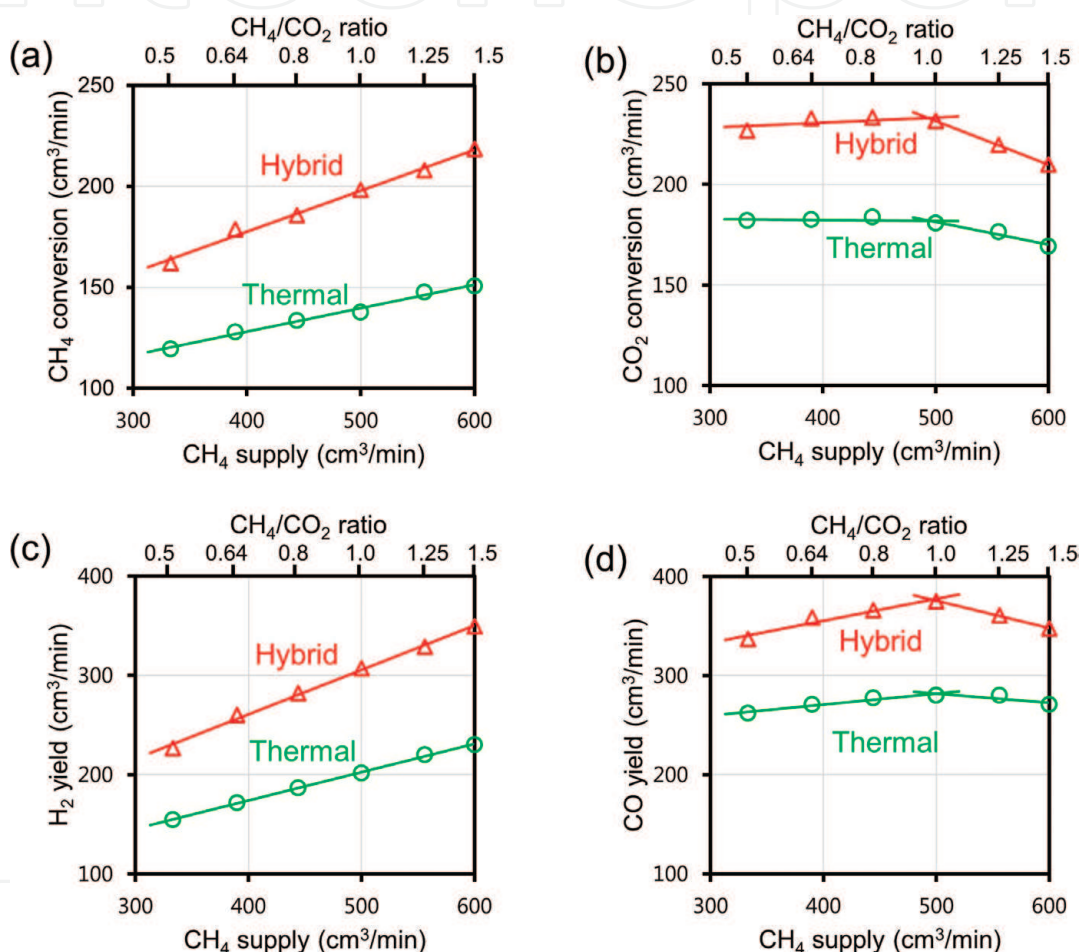 CH₄/CO₂ ratio
(a)
0.5 0.64 0.8 1.0 1.25 1.5
250
200
150
100
CH₄ conversion (cm³/min)
Hybrid
Thermal
300 400 500 600
CH₄ supply (cm³/min)
CH₄/CO₂ ratio
(b)
0.5 0.64 0.8 1.0 1.25 1.5
250
200
150
100
CO₂ conversion (cm³/min)
Hybrid
Thermal
300 400 500 600
CH₄ supply (cm³/min)
CH₄/CO₂ ratio
(c)
0.5 0.64 0.8 1.0 1.25 1.5
400
300
200
100
H₂ yield (cm³/min)
Hybrid
Thermal
300 400 500 600
CH₄ supply (cm³/min)
CH₄/CO₂ ratio
(d)
0.5 0.64 0.8 1.0 1.25 1.5
400
300
200
100
CO yield (cm³/min)
Hybrid
Thermal
300 400 500 600
CH₄ supply (cm³/min)